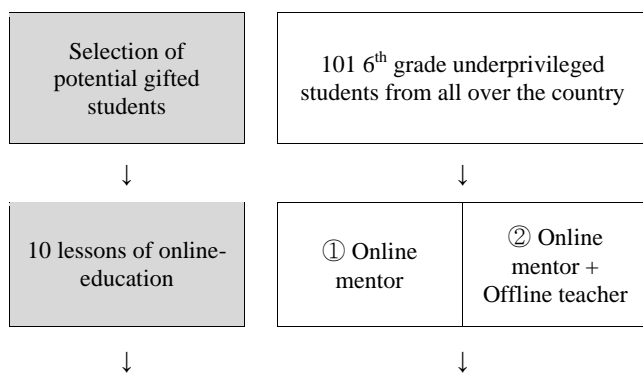 Selection of
potential gifted
students
101 6th grade underprivileged
students from all over the country
↓
↓
10 lessons of online-
education
① Online
mentor
② Online
mentor +
Offline teacher
↓
↓